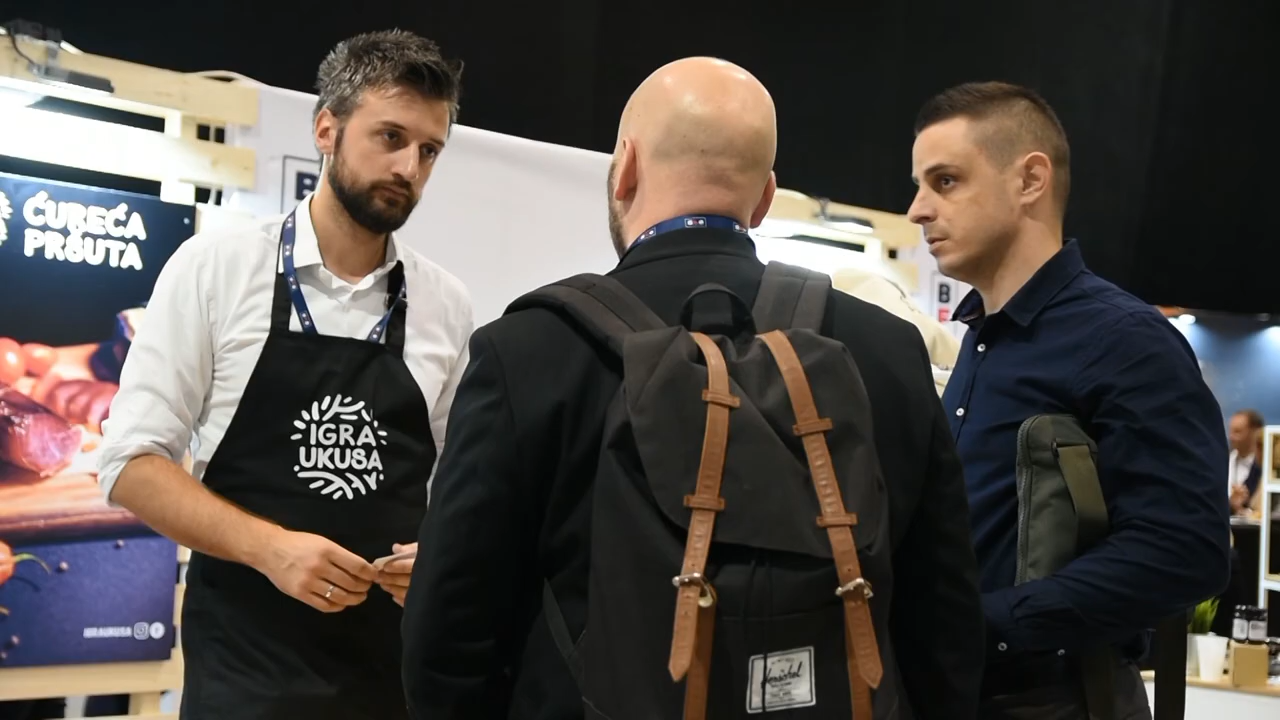 ĆUREĆA
PRŠUTA
IGRA
UKUSA
IGRAUKUSA
B
B
Herschel